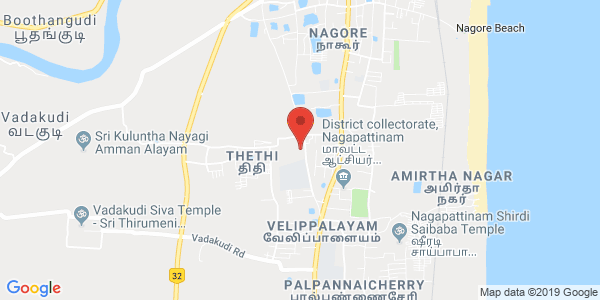 Boothangudi
பூதங்குடி
NAGORE
நாகூர்
Nagore Beach
Vadakudi
வடகுடி
Sri Kuluntha Nayagi
Amman Alayam
THETHI
திதி
District collectorate,
Nagapattinam
மாவட்ட
ஆட்சியர்...
AMIRTHA NAGAR
அமிர்தா
நகர்
Vadakudi Siva Temple
- Sri Thirumeni...
VELIPPALAYAM
வேலிப்பாளையம்
Nagapattinam Shirdi
Saibaba Temple
ஷீரடி
சாய்பாபா...
Vadakudi Rd
32
PALPANNAICHERRY
பால்பண்ணைசேரி
Google
Map data ©2019 Google